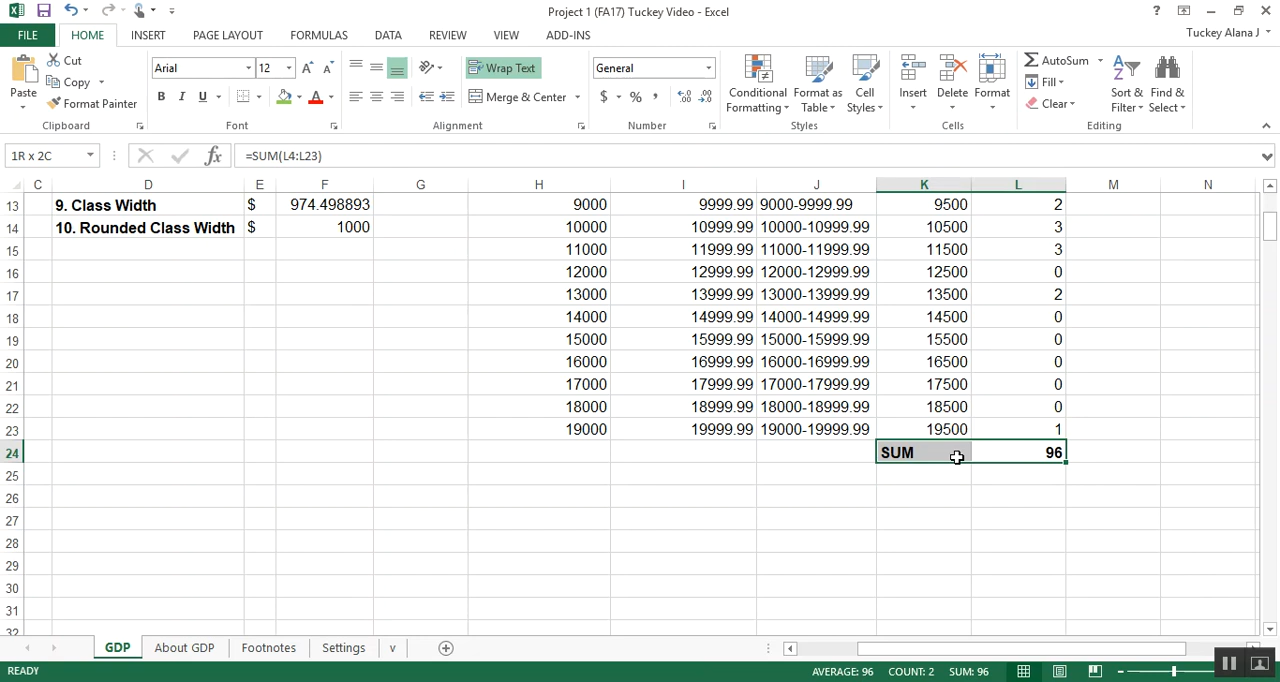 Project 1 (FA17) Tuckey Video - Excel
?
FILE HOME INSERT PAGE LAYOUT FORMULAS DATA REVIEW VIEW ADD-INS
Tuckey Alana J
Paste
Cut
Copy
Format Painter
Clipboard
Arial 12
B I U A
Font
Wrap Text
Merge & Center
Alignment
General
$ % ,
Number
Conditional Formatting
Format as Table
Cell Styles
Styles
Insert Delete Format
Cells
AutoSum
Fill
Clear
Sort & Filter
Find & Select
Editing
1R x 2C fx =SUM(L4:L23)
C D E F G H I J K L M N
13 9. Class Width $ 974.498893 9000 9999.99 9000-9999.99 9500 2
14 10. Rounded Class Width $ 1000 10000 10999.99 10000-10999.99 10500 3
15 11000 11999.99 11000-11999.99 11500 3
16 12000 12999.99 12000-12999.99 12500 0
17 13000 13999.99 13000-13999.99 13500 2
18 14000 14999.99 14000-14999.99 14500 0
19 15000 15999.99 15000-15999.99 15500 0
20 16000 16999.99 16000-16999.99 16500 0
21 17000 17999.99 17000-17999.99 17500 0
22 18000 18999.99 18000-18999.99 18500 0
23 19000 19999.99 19000-19999.99 19500 1
24 SUM 96
25
26
27
28
29
30
31
32
GDP About GDP Footnotes Settings v
READY AVERAGE: 96 COUNT: 2 SUM: 96